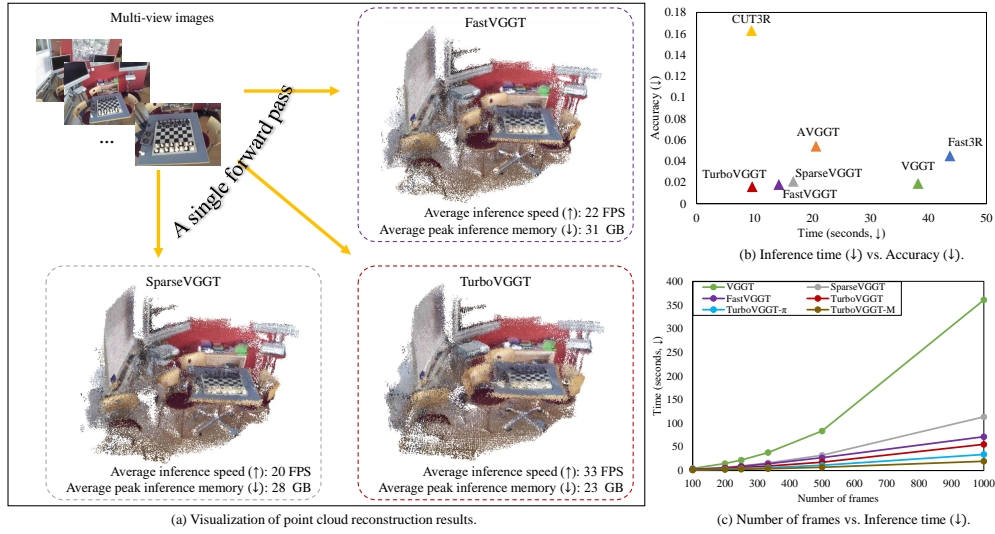 Multi-view images
...
A single forward pass
FastVGGT
Average inference speed (↑): 22 FPS
Average peak inference memory (↓): 31 GB
SparseVGGT
Average inference speed (↑): 20 FPS
Average peak inference memory (↓): 28 GB
TurboVGGT
Average inference speed (↑): 33 FPS
Average peak inference memory (↓): 23 GB
(a) Visualization of point cloud reconstruction results.
Accuracy (↓)
0.18
0.16
0.14
0.12
0.1
0.08
0.06
0.04
0.02
0
CUT3R
AVGGT
Fast3R
TurboVGGT
SparseVGGT
VGGT
FastVGGT
0 10 20 30 40 50
Time (seconds, ↓)
(b) Inference time (↓) vs. Accuracy (↓).
Time (seconds, ↓)
400
350
300
250
200
150
100
50
0
VGGT
SparseVGGT
FastVGGT
TurboVGGT
TurboVGGT-π
TurboVGGT-M
100 200 300 400 500 600 700 800 900 1000
Number of frames
(c) Number of frames vs. Inference time (↓).